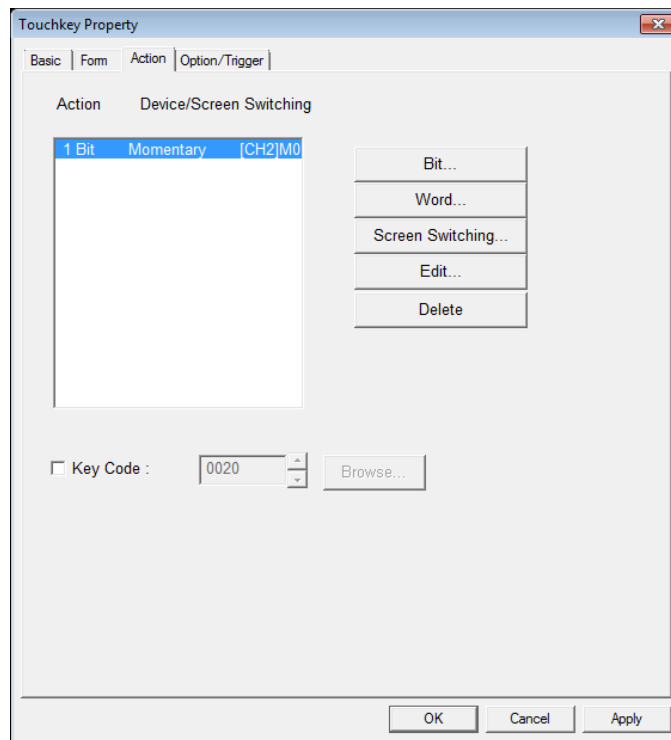 Touchkey Property
Basic Form Action Option/Trigger
Action Device/Screen Switching
1 Bit Momentary [CH2]M0
Bit...
Word...
Screen Switching...
Edit...
Delete
Key Code : 0020 Browse...
OK Cancel Apply